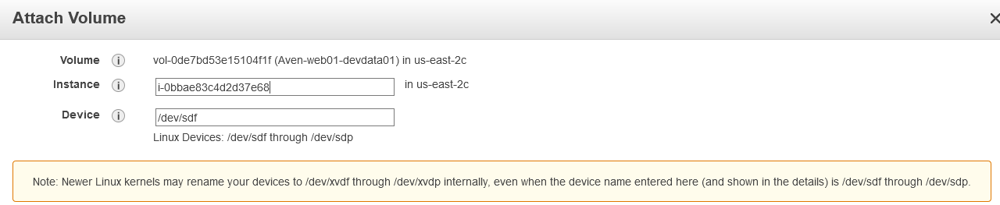 Attach Volume
Volume i vol-0de7bd53e15104f1f (Aven-web01-devdata01) in us-east-2c
Instance i i-0bbae83c4d2d37e68 in us-east-2c
Device i /dev/sdf
Linux Devices: /dev/sdf through /dev/sdp
Note: Newer Linux kernels may rename your devices to /dev/xvdf through /dev/xvdp internally, even when the device name entered here (and shown in the details) is /dev/sdf through /dev/sdp.